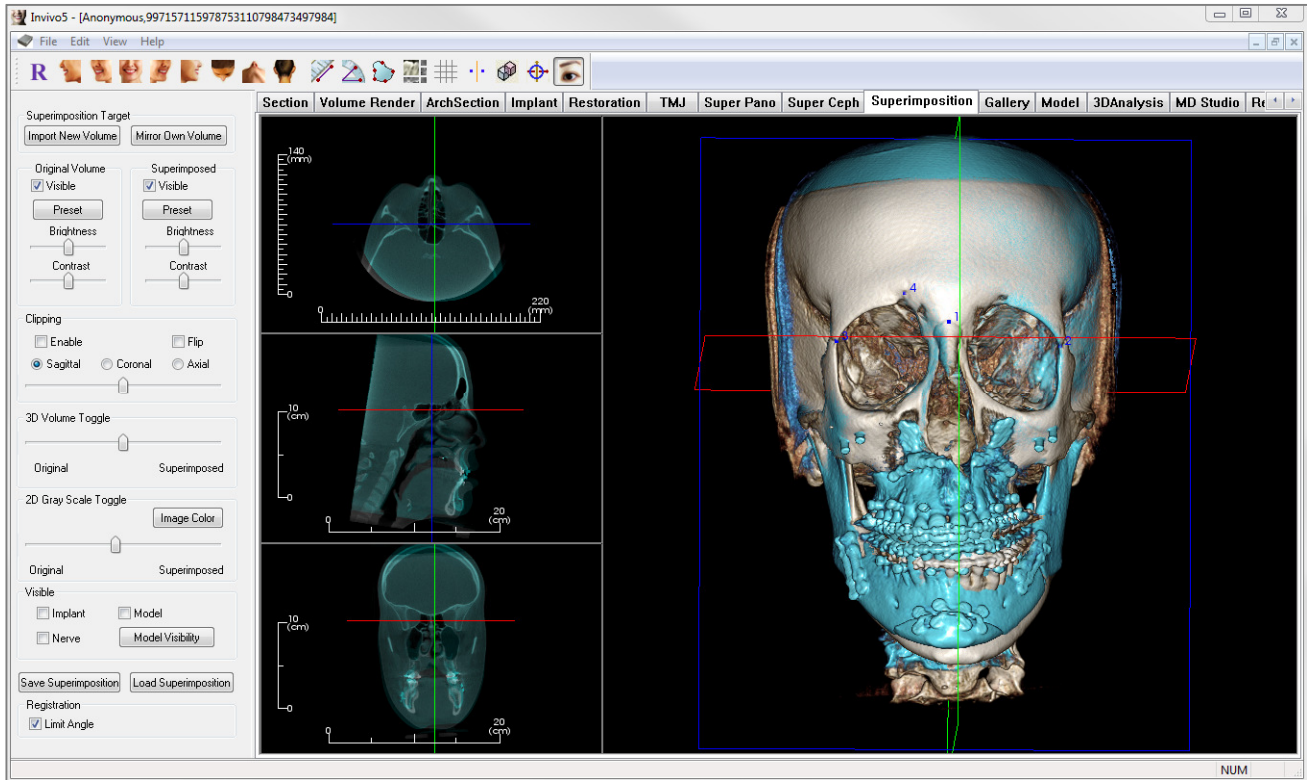 Invivo5 - [Anonymous,997157115978753110798473497984]
File Edit View Help
R
Section Volume Render ArchSection Implant Restoration TMJ Super Pano Super Ceph Superimposition Gallery Model 3DAnalysis MD Studio
Superimposition Target
Import New Volume Mirror Own Volume
Original Volume Superimposed
Visible Visible
Preset Preset
Brightness Brightness
Contrast Contrast
Clipping
Enable Flip
Sagittal Coronal Axial
3D Volume Toggle
Original Superimposed
2D Gray Scale Toggle
Image Color
Original Superimposed
Visible
Implant Model
Nerve Model Visibility
Save Superimposition Load Superimposition
Registration
Limit Angle
140
(mm)
0
0 220
(mm)
10
(cm)
0
0 20
(cm)
10
(cm)
0
0 20
(cm)
4
1
3 2
NUM